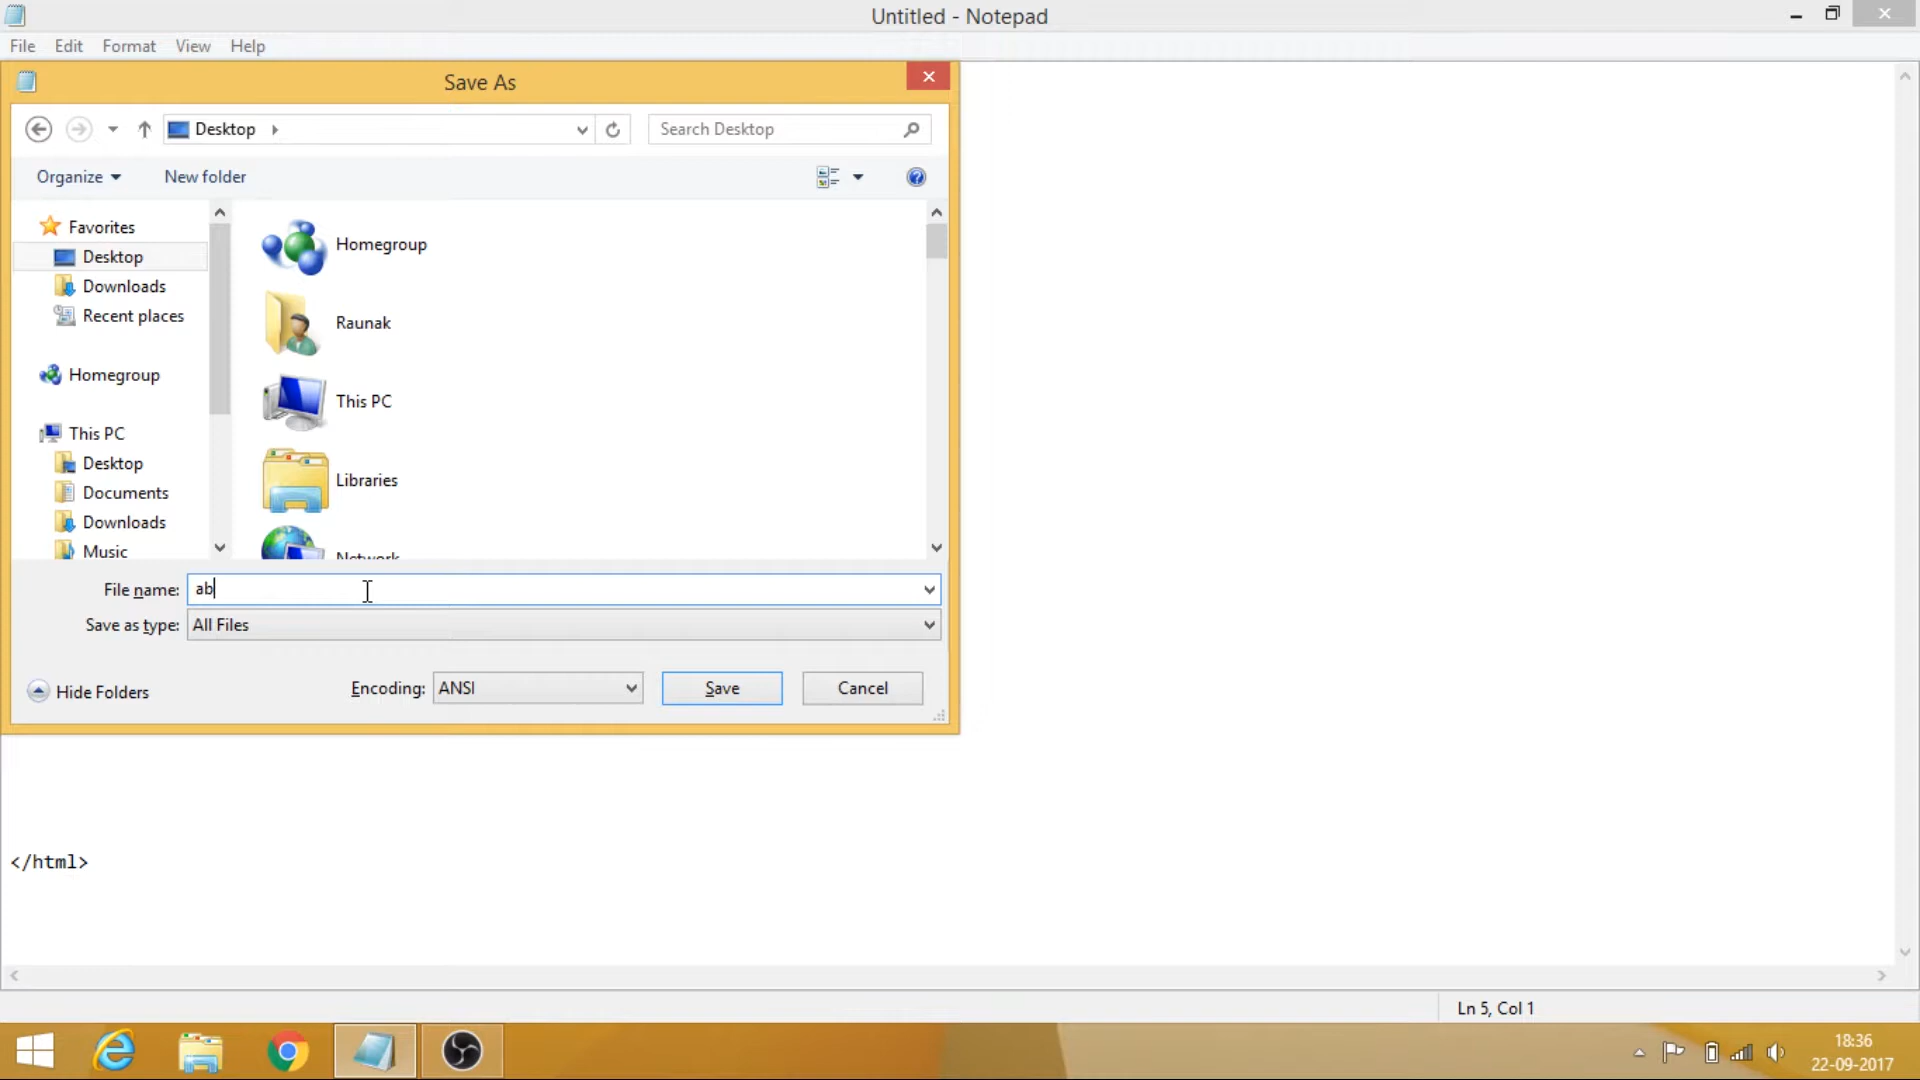 Untitled - Notepad
File Edit Format View Help
Save As
Desktop
Search Desktop
Organize New folder
Favorites
Desktop
Downloads
Recent places
Homegroup
This PC
Desktop
Documents
Downloads
Music
Homegroup
Raunak
This PC
Libraries
Network
File name: ab
Save as type: All Files
Hide Folders Encoding: ANSI Save Cancel
</html>
Ln 5, Col 1
18:36
22-09-2017